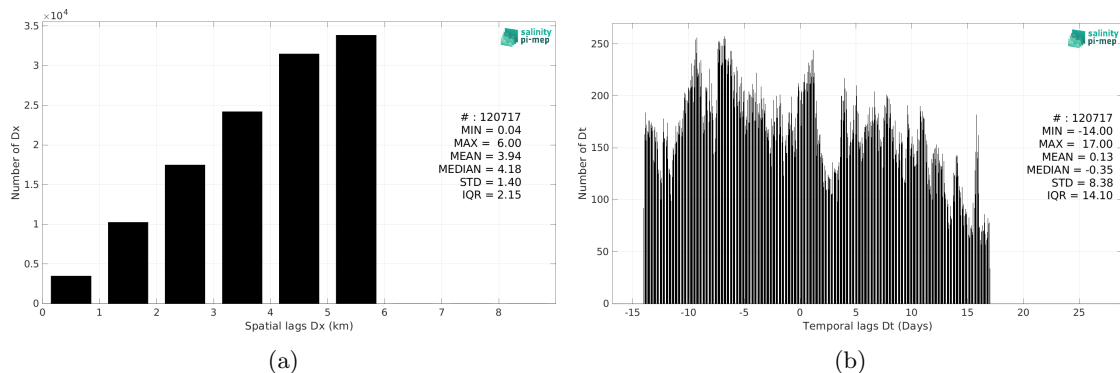 ×10⁴
3.5
3
2.5
2
1.5
1
0.5
0
0 1 2 3 4 5 6 7 8
Number of Dx
Spatial lags Dx (km)
salinity
pi-mep
# : 120717
MIN = 0.04
MAX = 6.00
MEAN = 3.94
MEDIAN = 4.18
STD = 1.40
IQR = 2.15
(a)
250
200
150
100
50
0
-15 -10 -5 0 5 10 15 20 25
Number of Dt
Temporal lags Dt (Days)
salinity
pi-mep
# : 120717
MIN = -14.00
MAX = 17.00
MEAN = 0.13
MEDIAN = -0.35
STD = 8.38
IQR = 14.10
(b)